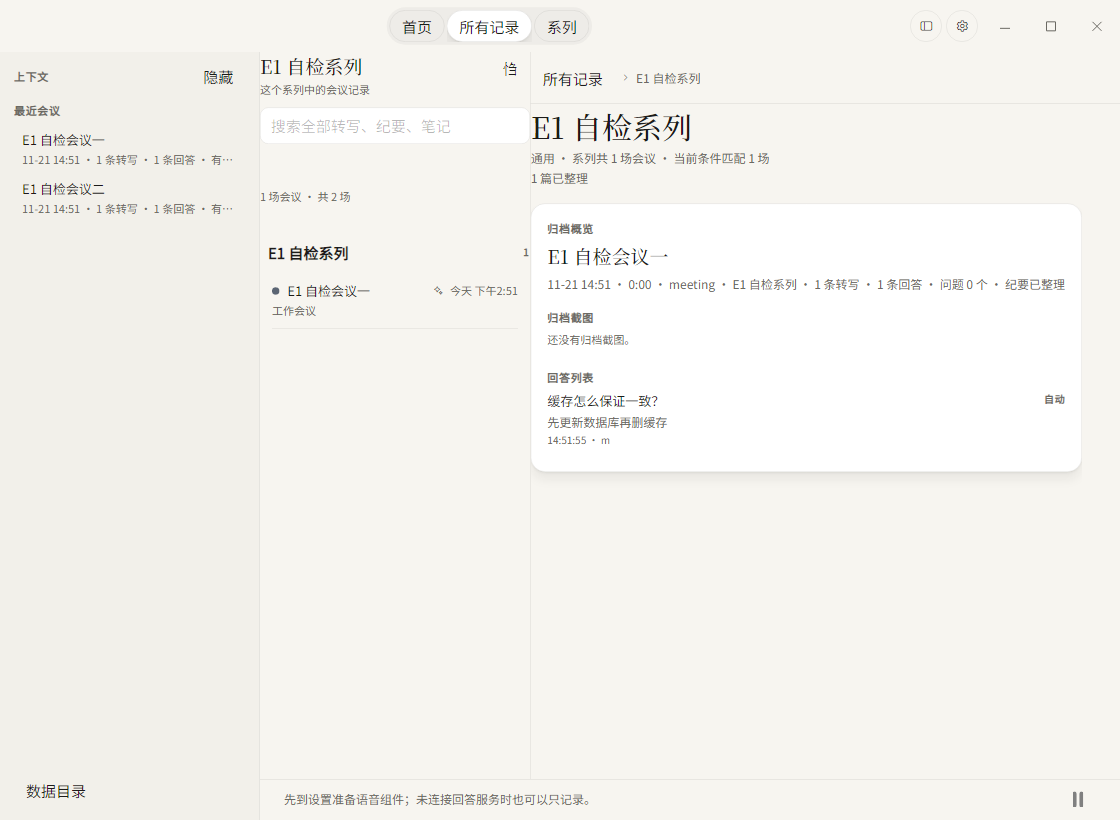 首页
所有记录
系列
上下文
隐藏
最近会议
E1 自检会议一
11-21 14:51 · 1 条转写 · 1 条回答 · 有…
E1 自检会议二
11-21 14:51 · 1 条转写 · 1 条回答 · 有…
数据目录
E1 自检系列
这个系列中的会议记录
搜索全部转写、纪要、笔记
1 场会议 · 共 2 场
E1 自检系列
1
E1 自检会议一
今天 下午2:51
工作会议
所有记录
E1 自检系列
E1 自检系列
通用 · 系列共 1 场会议 · 当前条件匹配 1 场
1 篇已整理
归档概览
E1 自检会议一
11-21 14:51 · 0:00 · meeting · E1 自检系列 · 1 条转写 · 1 条回答 · 问题 0 个 · 纪要已整理
归档截图
还没有归档截图。
回答列表
缓存怎么保证一致?
自动
先更新数据库再删缓存
14:51:55 · m
先到设置准备语音组件；未连接回答服务时也可以只记录。